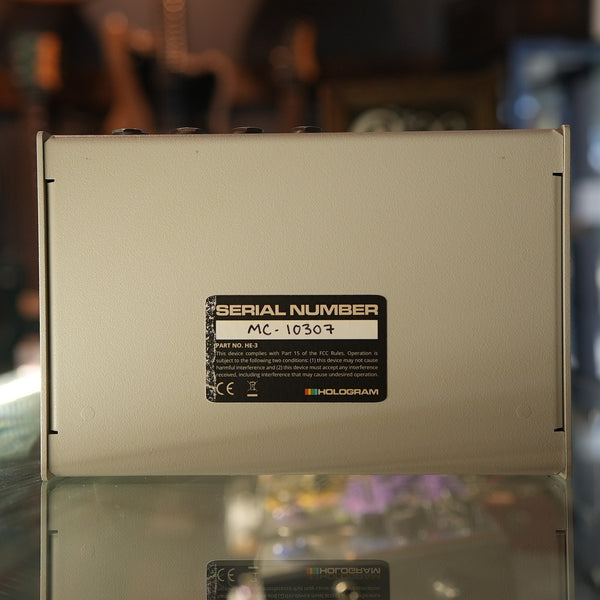 SERIAL NUMBER
MC-10307
PART NO. HE-3
This device complies with Part 15 of the FCC Rules. Operation is
subject to the following two conditions: (1) this device may not cause
harmful interference and (2) this device must accept any interference
received, including interference that may cause undesired operation.
CE
HOLOGRAM